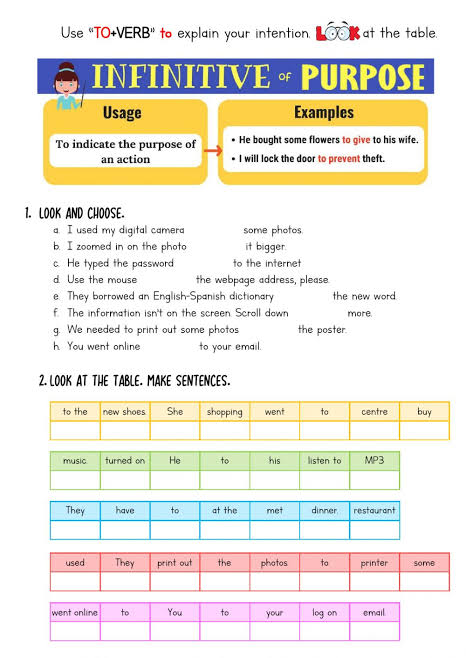 Use "TO+VERB" to explain your intention. LOOK at the table.
INFINITIVE OF PURPOSE
Usage
To indicate the purpose of
an action
Examples
• He bought some flowers to give to his wife.
• I will lock the door to prevent theft.
1. LOOK AND CHOOSE.
a. I used my digital camera some photos.
b. I zoomed in on the photo it bigger.
c. He typed the password to the internet
d. Use the mouse the webpage address, please.
e. They borrowed an English-Spanish dictionary the new word.
f. The information isn't on the screen. Scroll down more.
g. We needed to print out some photos the poster.
h. You went online to your email.
2. LOOK AT THE TABLE. MAKE SENTENCES.
to the new shoes. She shopping went to centre buy
music. turned on He to his listen to MP3
They have to at the met dinner. restaurant
used They print out the photos. to printer some
went online to You to your log on email.